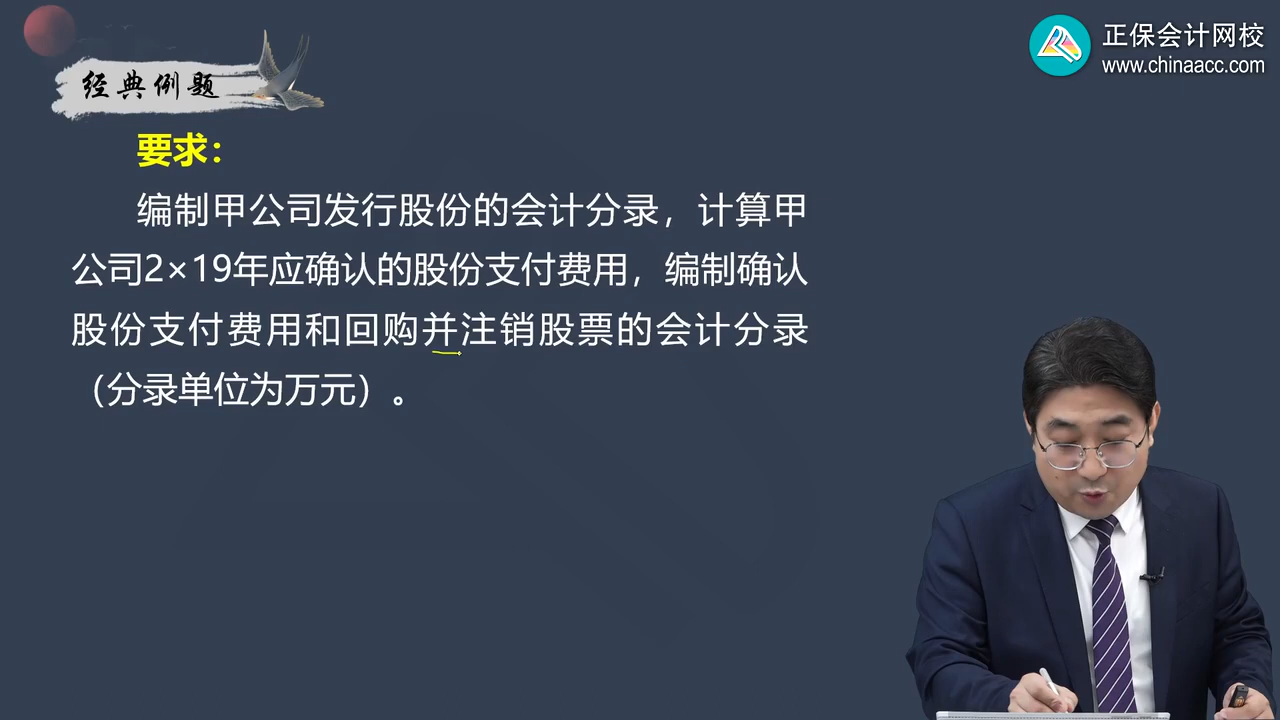 正保会计网校
www.chinaacc.com
经典例题
要求：
编制甲公司发行股份的会计分录，计算甲
公司2×19年应确认的股份支付费用，编制确认
股份支付费用和回购并注销股票的会计分录
（分录单位为万元）。